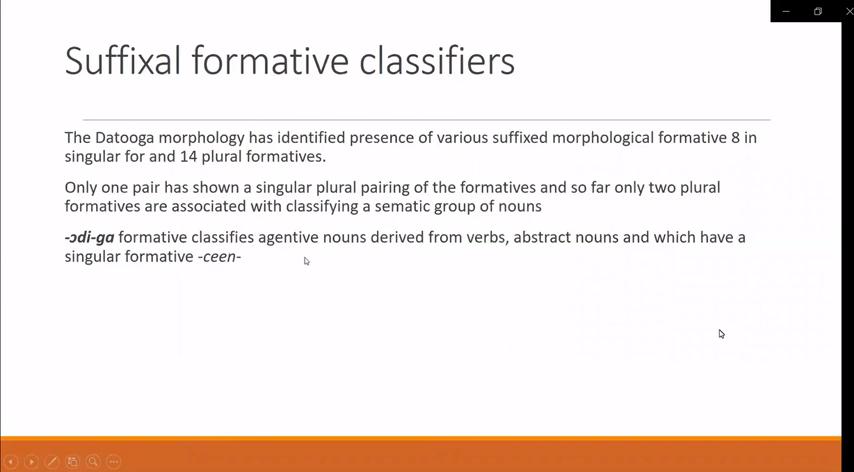 Suffixal formative classifiers
The Datooga morphology has identified presence of various suffixed morphological formative 8 in
singular for and 14 plural formatives.
Only one pair has shown a singular plural pairing of the formatives and so far only two plural
formatives are associated with classifying a sematic group of nouns
-ɔdi-ga formative classifies agentive nouns derived from verbs, abstract nouns and which have a
singular formative -ceen-